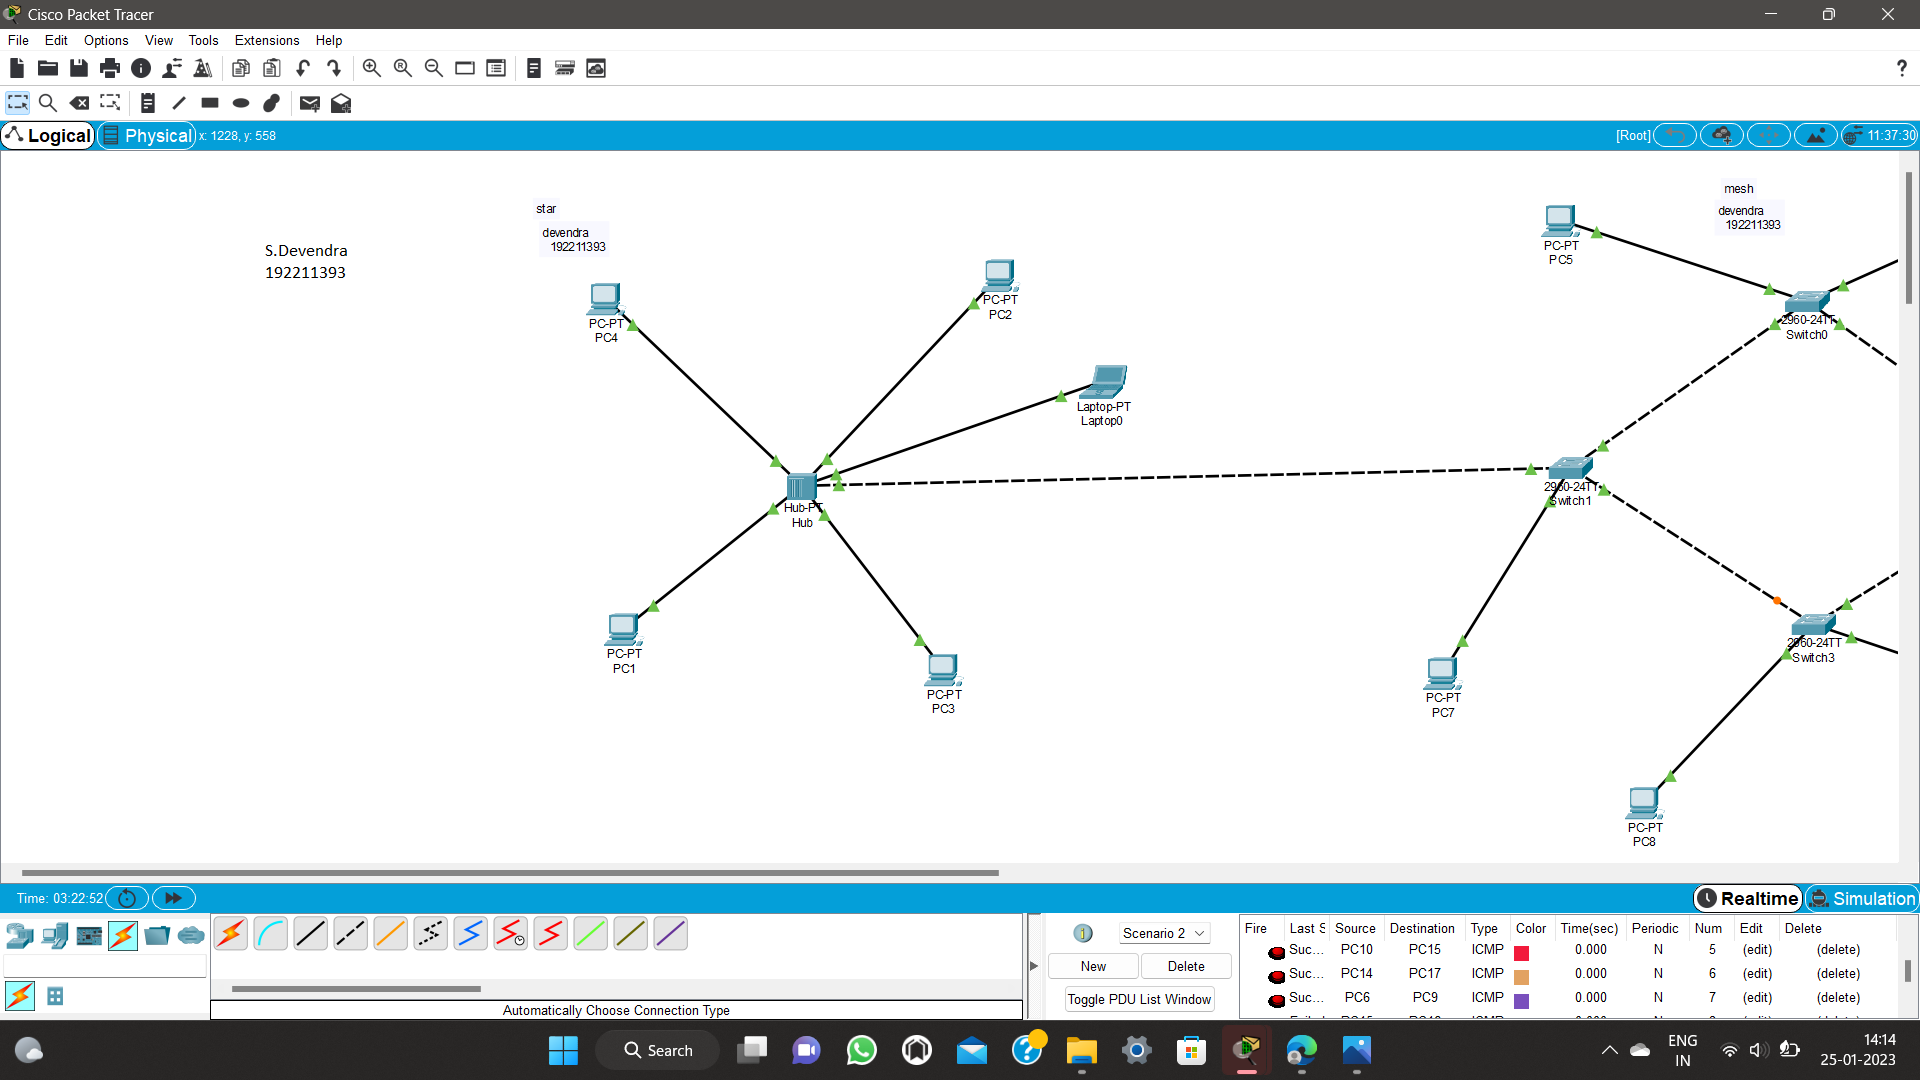 Cisco Packet Tracer
File Edit Options View Tools Extensions Help
?
Logical Physical x: 1228, y: 558 [Root] 11:37:30
star
devendra
192211393
S.Devendra
192211393
mesh
devendra
192211393
PC-PT
PC5
PC-PT
PC2
PC-PT
PC4
2960-24TT
Switch0
Laptop-PT
Laptop0
2960-24TT
Switch1
Hub-PT
Hub
PC-PT
PC1
PC-PT
PC3
2960-24TT
Switch3
PC-PT
PC7
PC-PT
PC8
Time: 03:22:52
Realtime Simulation
Scenario 2
New Delete
Toggle PDU List Window
Fire Last S Source Destination Type Color Time(sec) Periodic Num Edit Delete
Suc... PC10 PC15 ICMP 0.000 N 5 (edit) (delete)
Suc... PC14 PC17 ICMP 0.000 N 6 (edit) (delete)
Suc... PC6 PC9 ICMP 0.000 N 7 (edit) (delete)
Automatically Choose Connection Type
Search
ENG
IN
14:14
25-01-2023